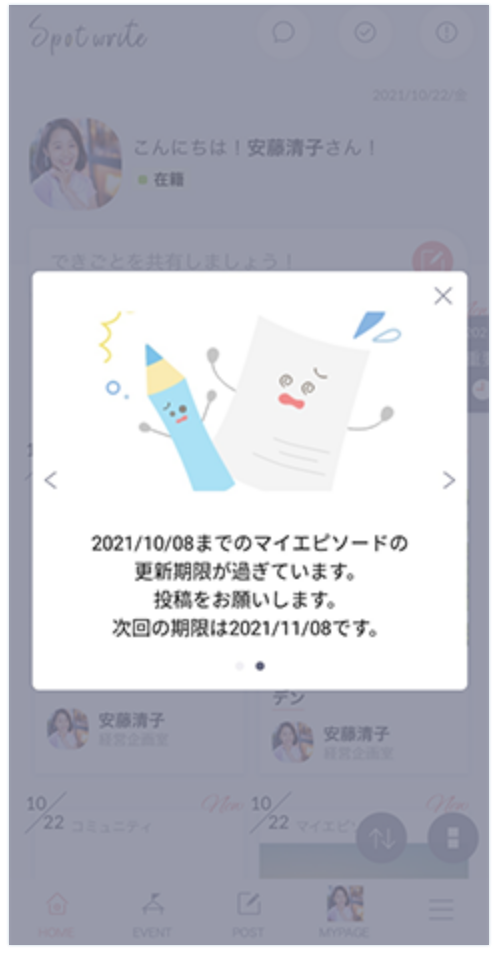 Spot write
2021/10/22/金
こんにちは！安藤清子さん！
在籍
できごとを共有しましょう！
2021/10/08までのマイエピソードの
更新期限が過ぎています。
投稿をお願いします。
次回の期限は2021/11/08です。
デン
安藤清子
経営企画室
安藤清子
経営企画室
10/22 コミュニティ New
10/22 マイエピ New
HOME
EVENT
POST
MYPAGE